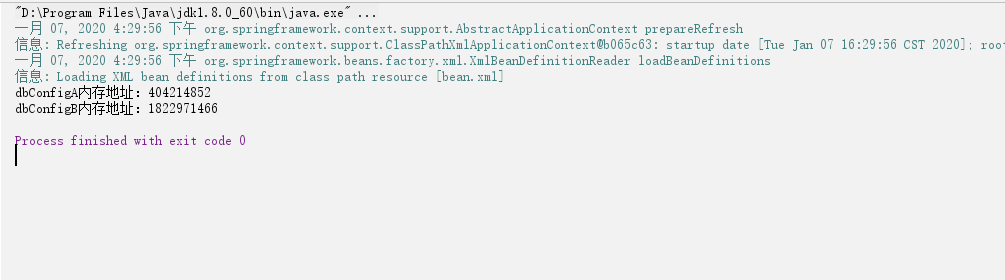 "D:\Program Files\Java\jdk1.8.0_60\bin\java.exe" ...
一月 07, 2020 4:29:56 下午 org.springframework.context.support.AbstractApplicationContext prepareRefresh
信息: Refreshing org.springframework.context.support.ClassPathXmlApplicationContext@b065c63: startup date [Tue Jan 07 16:29:56 CST 2020]; root
一月 07, 2020 4:29:56 下午 org.springframework.beans.factory.xml.XmlBeanDefinitionReader loadBeanDefinitions
信息: Loading XML bean definitions from class path resource [bean.xml]
dbConfigA内存地址: 404214852
dbConfigB内存地址: 1822971466
Process finished with exit code 0